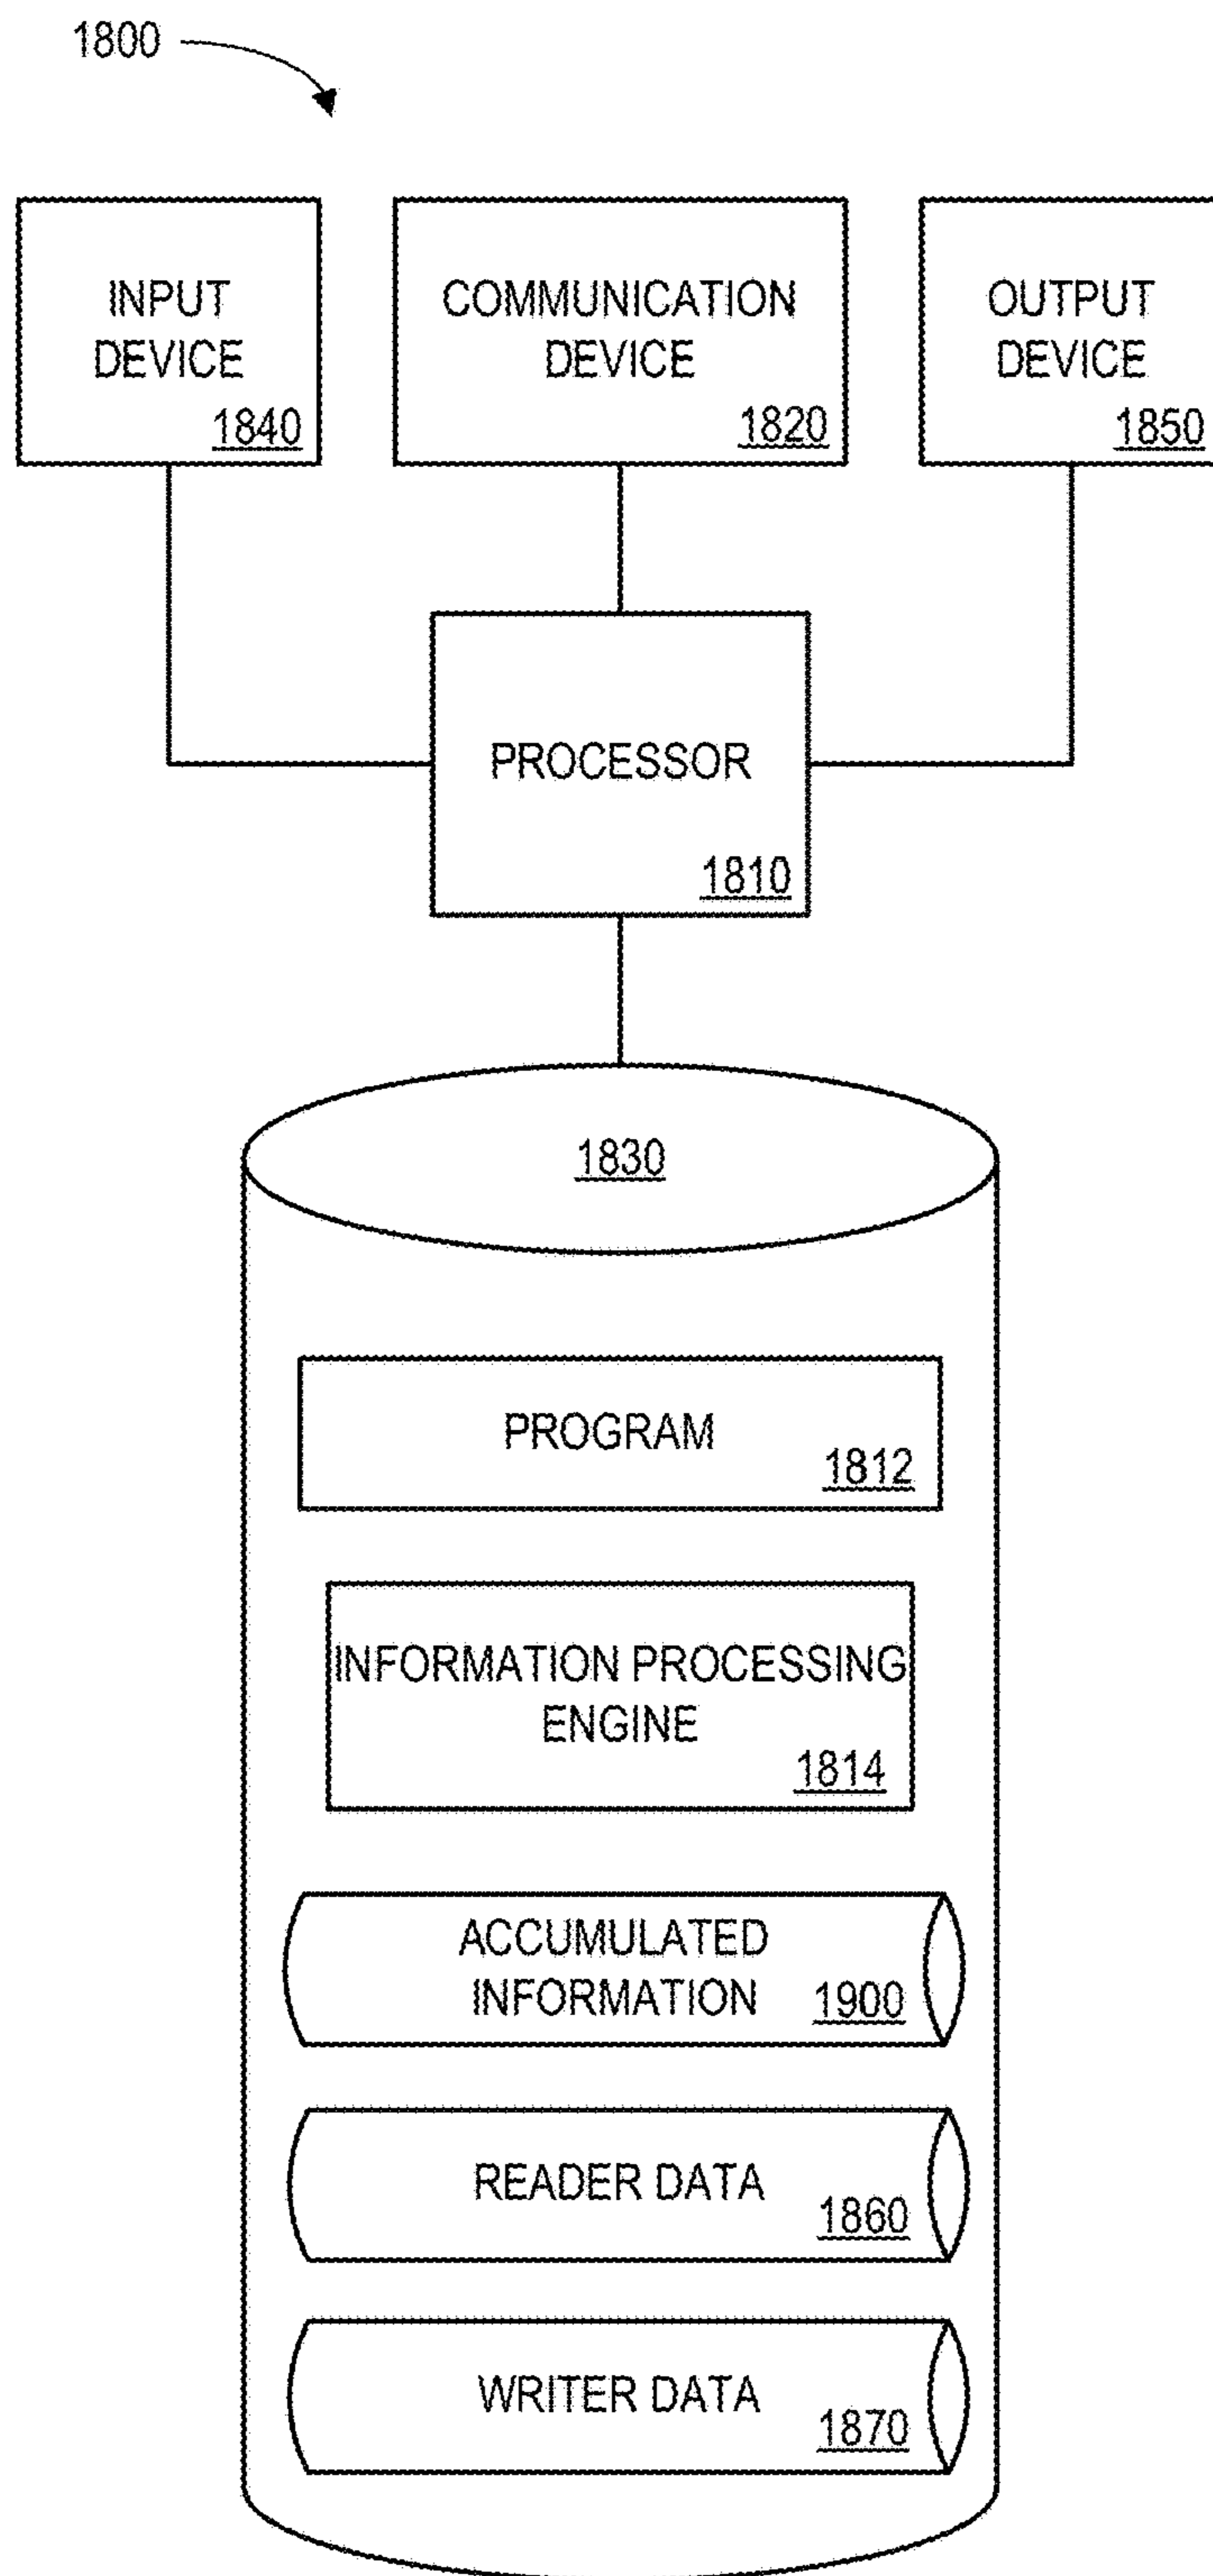 1800
INPUT
DEVICE
1840
COMMUNICATION
DEVICE
1820
OUTPUT
DEVICE
1850
PROCESSOR
1810
1830
PROGRAM
1812
INFORMATION PROCESSING
ENGINE
1814
ACCUMULATED
INFORMATION
1900
READER DATA
1860
WRITER DATA
1870